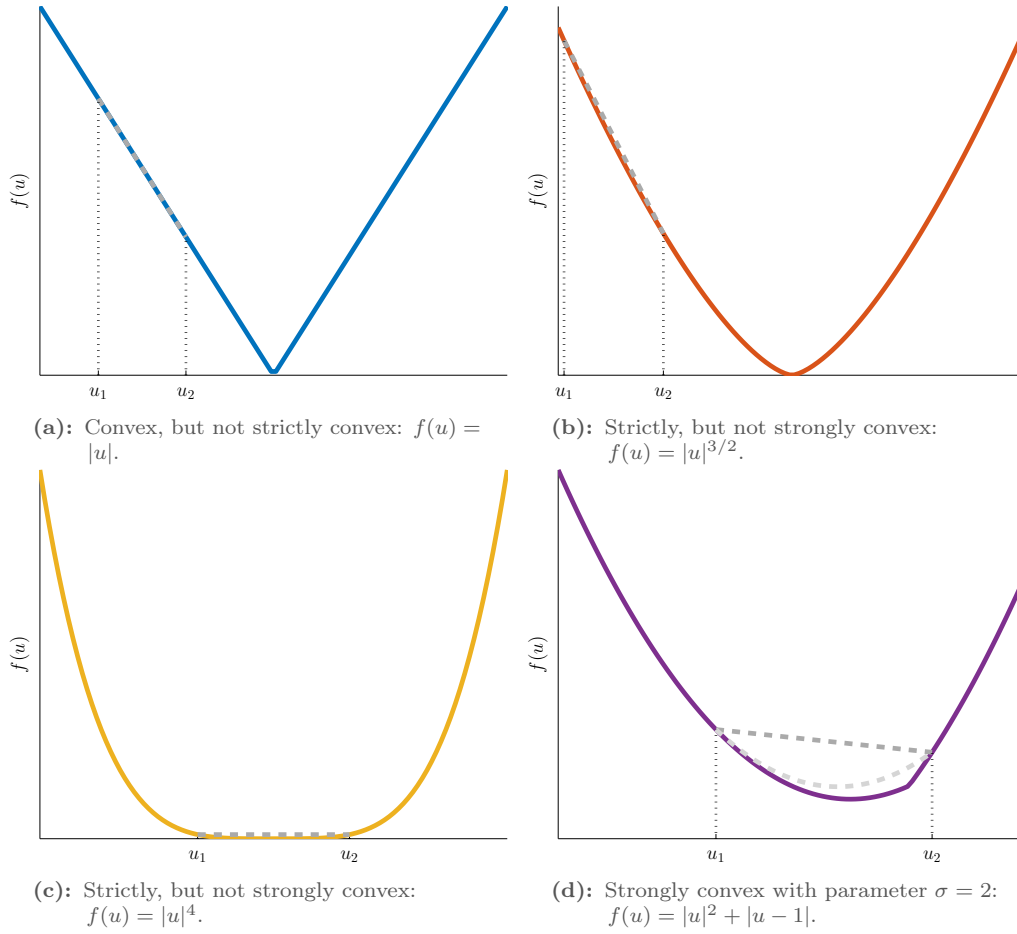 f(u)
u₁ u₂
(a): Convex, but not strictly convex: f(u) =
|u|.
f(u)
u₁ u₂
(b): Strictly, but not strongly convex:
f(u) = |u|^{3/2}.
f(u)
u₁ u₂
(c): Strictly, but not strongly convex:
f(u) = |u|⁴.
f(u)
u₁ u₂
(d): Strongly convex with parameter σ = 2:
f(u) = |u|² + |u − 1|.